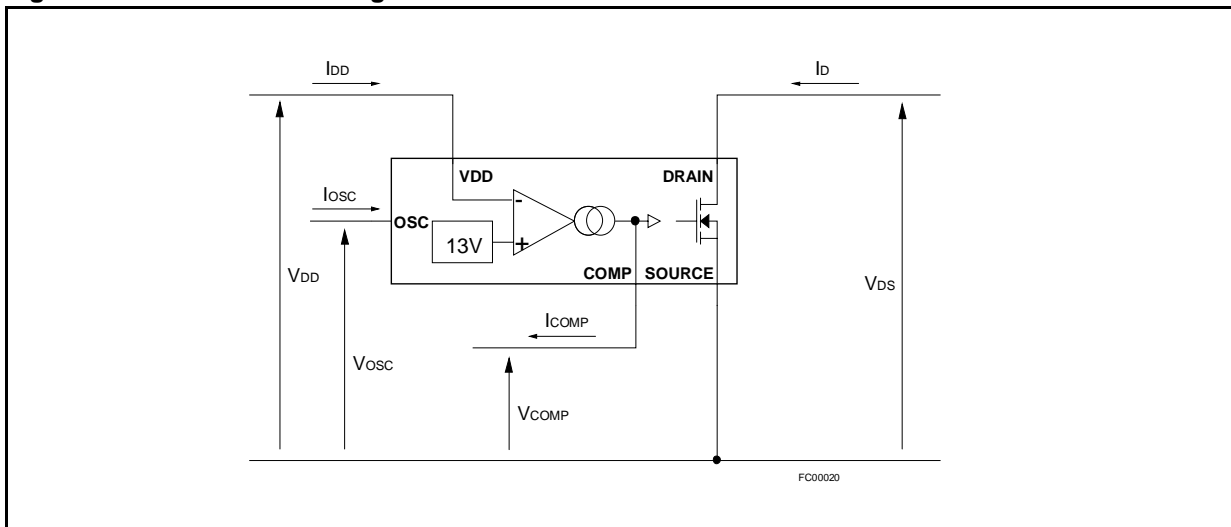 IDD
ID
VDD
DRAIN
IOSC
OSC
-
13V
+
COMP
SOURCE
VDD
VDS
ICOMP
VOSC
VCOMP
FC00020